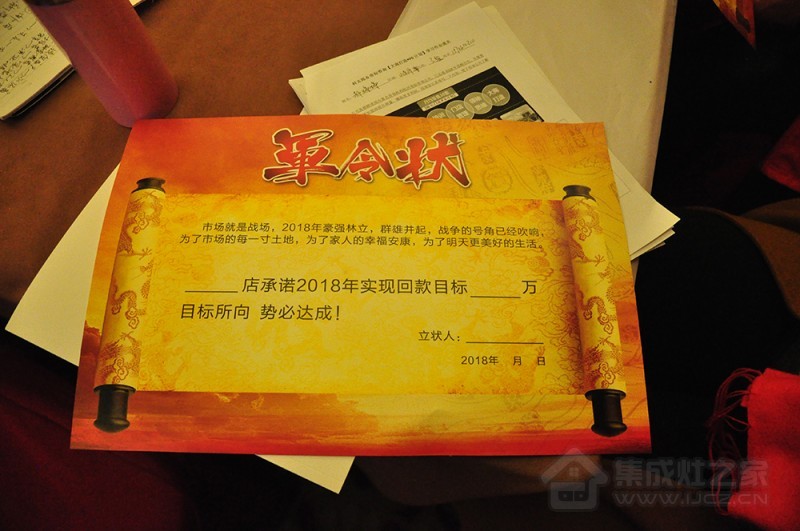 军令状
市场就是战场，2018年豪强林立，群雄并起，战争的号角已经吹响，
为了市场的每一寸土地，为了家人的幸福安康，为了明天更美好的生活。
______店承诺2018年实现回款目标______万
目标所向 势必达成！
立状人：____________
2018年 月 日
集成灶之家
WWW.IJCZ.CN